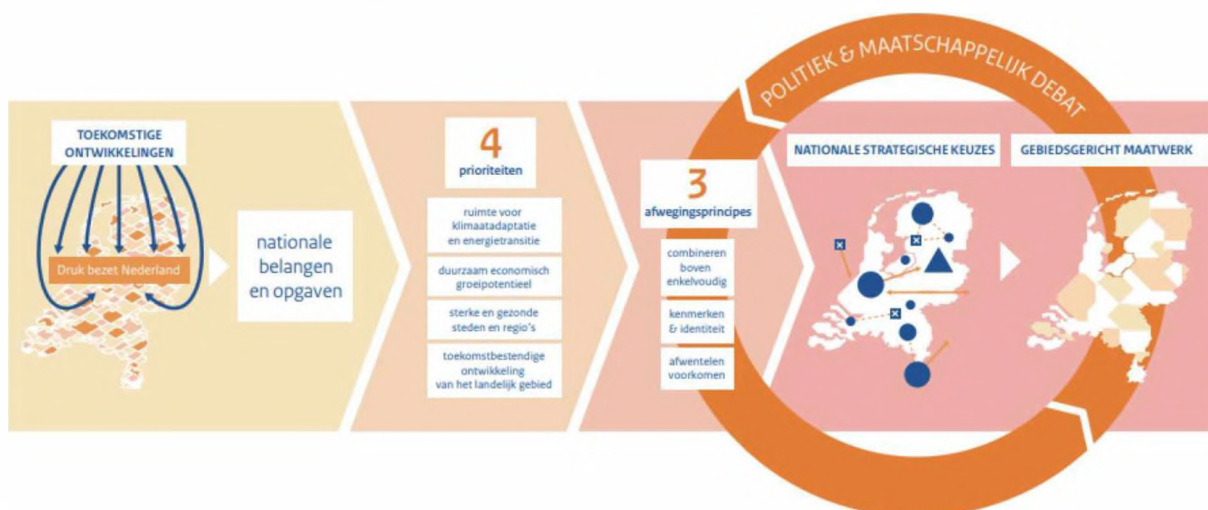 POLITIEK & MAATSCHAPPELIJK DEBAT
TOEKOMSTIGE
ONTWIKKELINGEN
Druk bezet Nederland
nationale
belangen
en opgaven
4
prioriteiten
ruimte voor
klimaatadaptatie
en energietransitie
duurzaam economisch
groeipotentieel
sterke en gezonde
steden en regio's
toekomstbestendige
ontwikkeling
van het landelijk gebied
3
afwegingsprincipes
combineren
boven
enkelvoudig
kenmerken
& identiteit
afwentelen
voorkomen
NATIONALE STRATEGISCHE KEUZES
GEBIEDSGERICHT MAATWERK